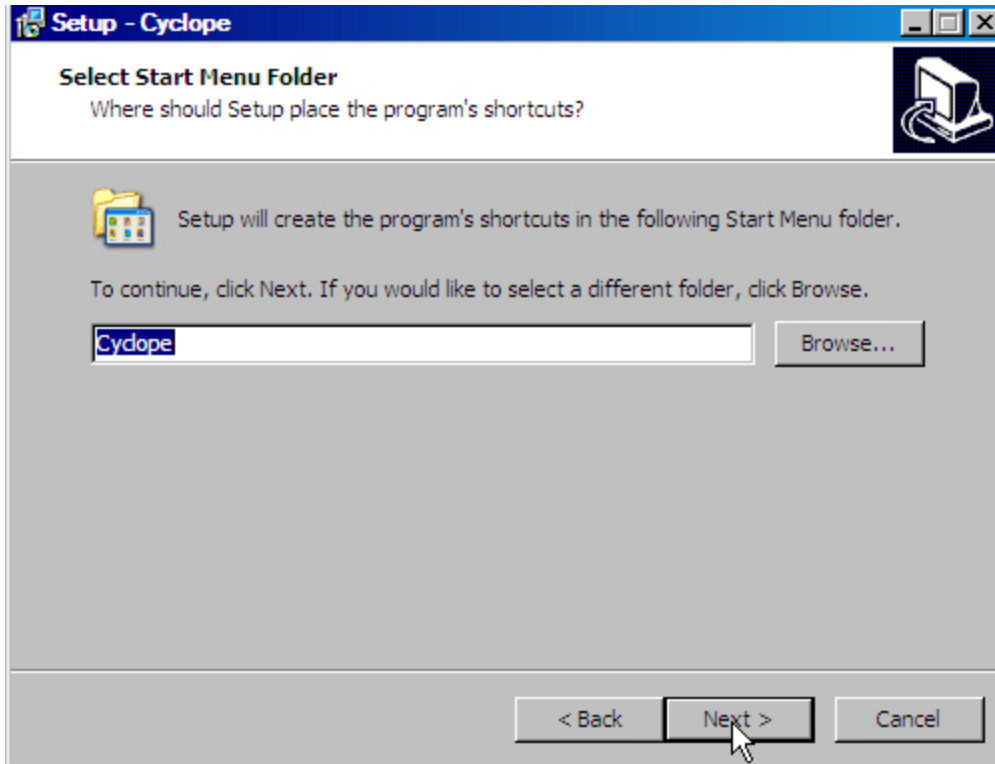 Setup - Cyclope
Select Start Menu Folder
Where should Setup place the program's shortcuts?
Setup will create the program's shortcuts in the following Start Menu folder.
To continue, click Next. If you would like to select a different folder, click Browse.
Cyclope
Browse...
< Back
Next >
Cancel